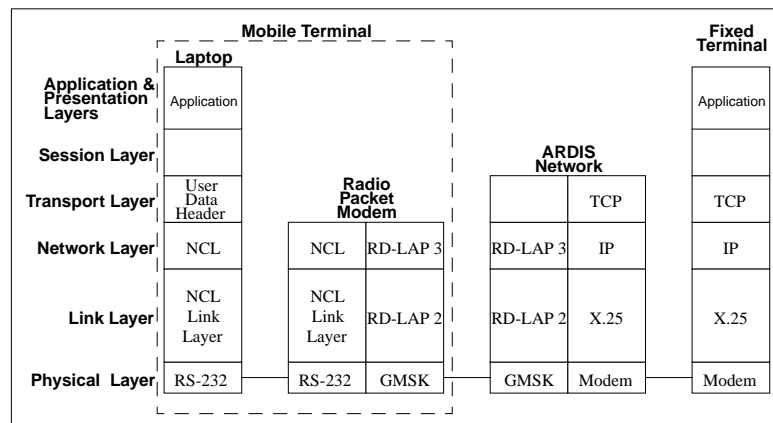 Mobile Terminal
Fixed
Terminal
Laptop
Application &
Presentation
Layers
Application
Application
Session Layer
ARDIS
Network
Transport Layer
User
Data
Header
Radio
Packet
Modem
TCP
TCP
Network Layer
NCL
NCL
RD-LAP 3
RD-LAP 3
IP
IP
Link Layer
NCL
Link
Layer
NCL
Link
Layer
RD-LAP 2
RD-LAP 2
X.25
X.25
Physical Layer
RS-232
RS-232
GMSK
GMSK
Modem
Modem